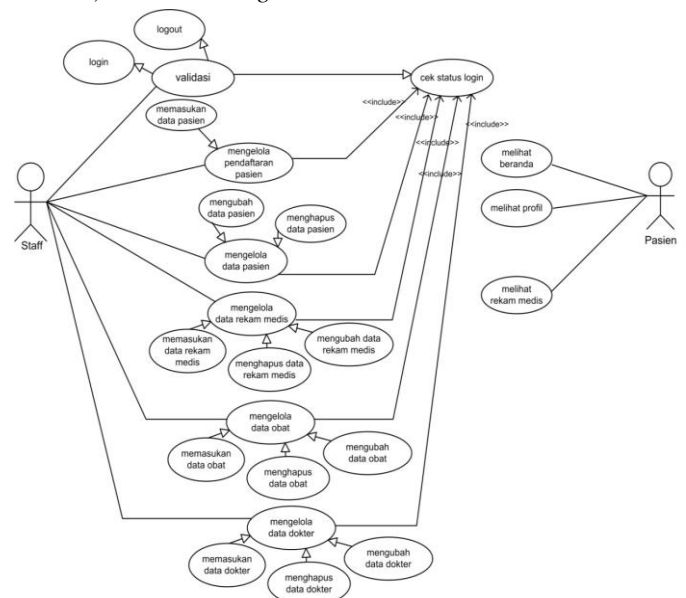 logout
login
validasi
cek status login
<<include>>
<<include>>
<<include>>
<<include>>
memasukan
data pasien
mengelola
pendaftaran
pasien
mengubah
data pasien
menghapus
data pasien
mengelola
data pasien
mengelola
data rekam medis
memasukan
data rekam
medis
menghapus data
rekam medis
mengubah data
rekam medis
mengelola
data obat
memasukan
data obat
menghapus
data obat
mengubah
data obat
mengelola
data dokter
memasukan
data dokter
menghapus
data dokter
mengubah
data dokter
Staff
melihat
beranda
melihat profil
melihat
rekam medis
Pasien